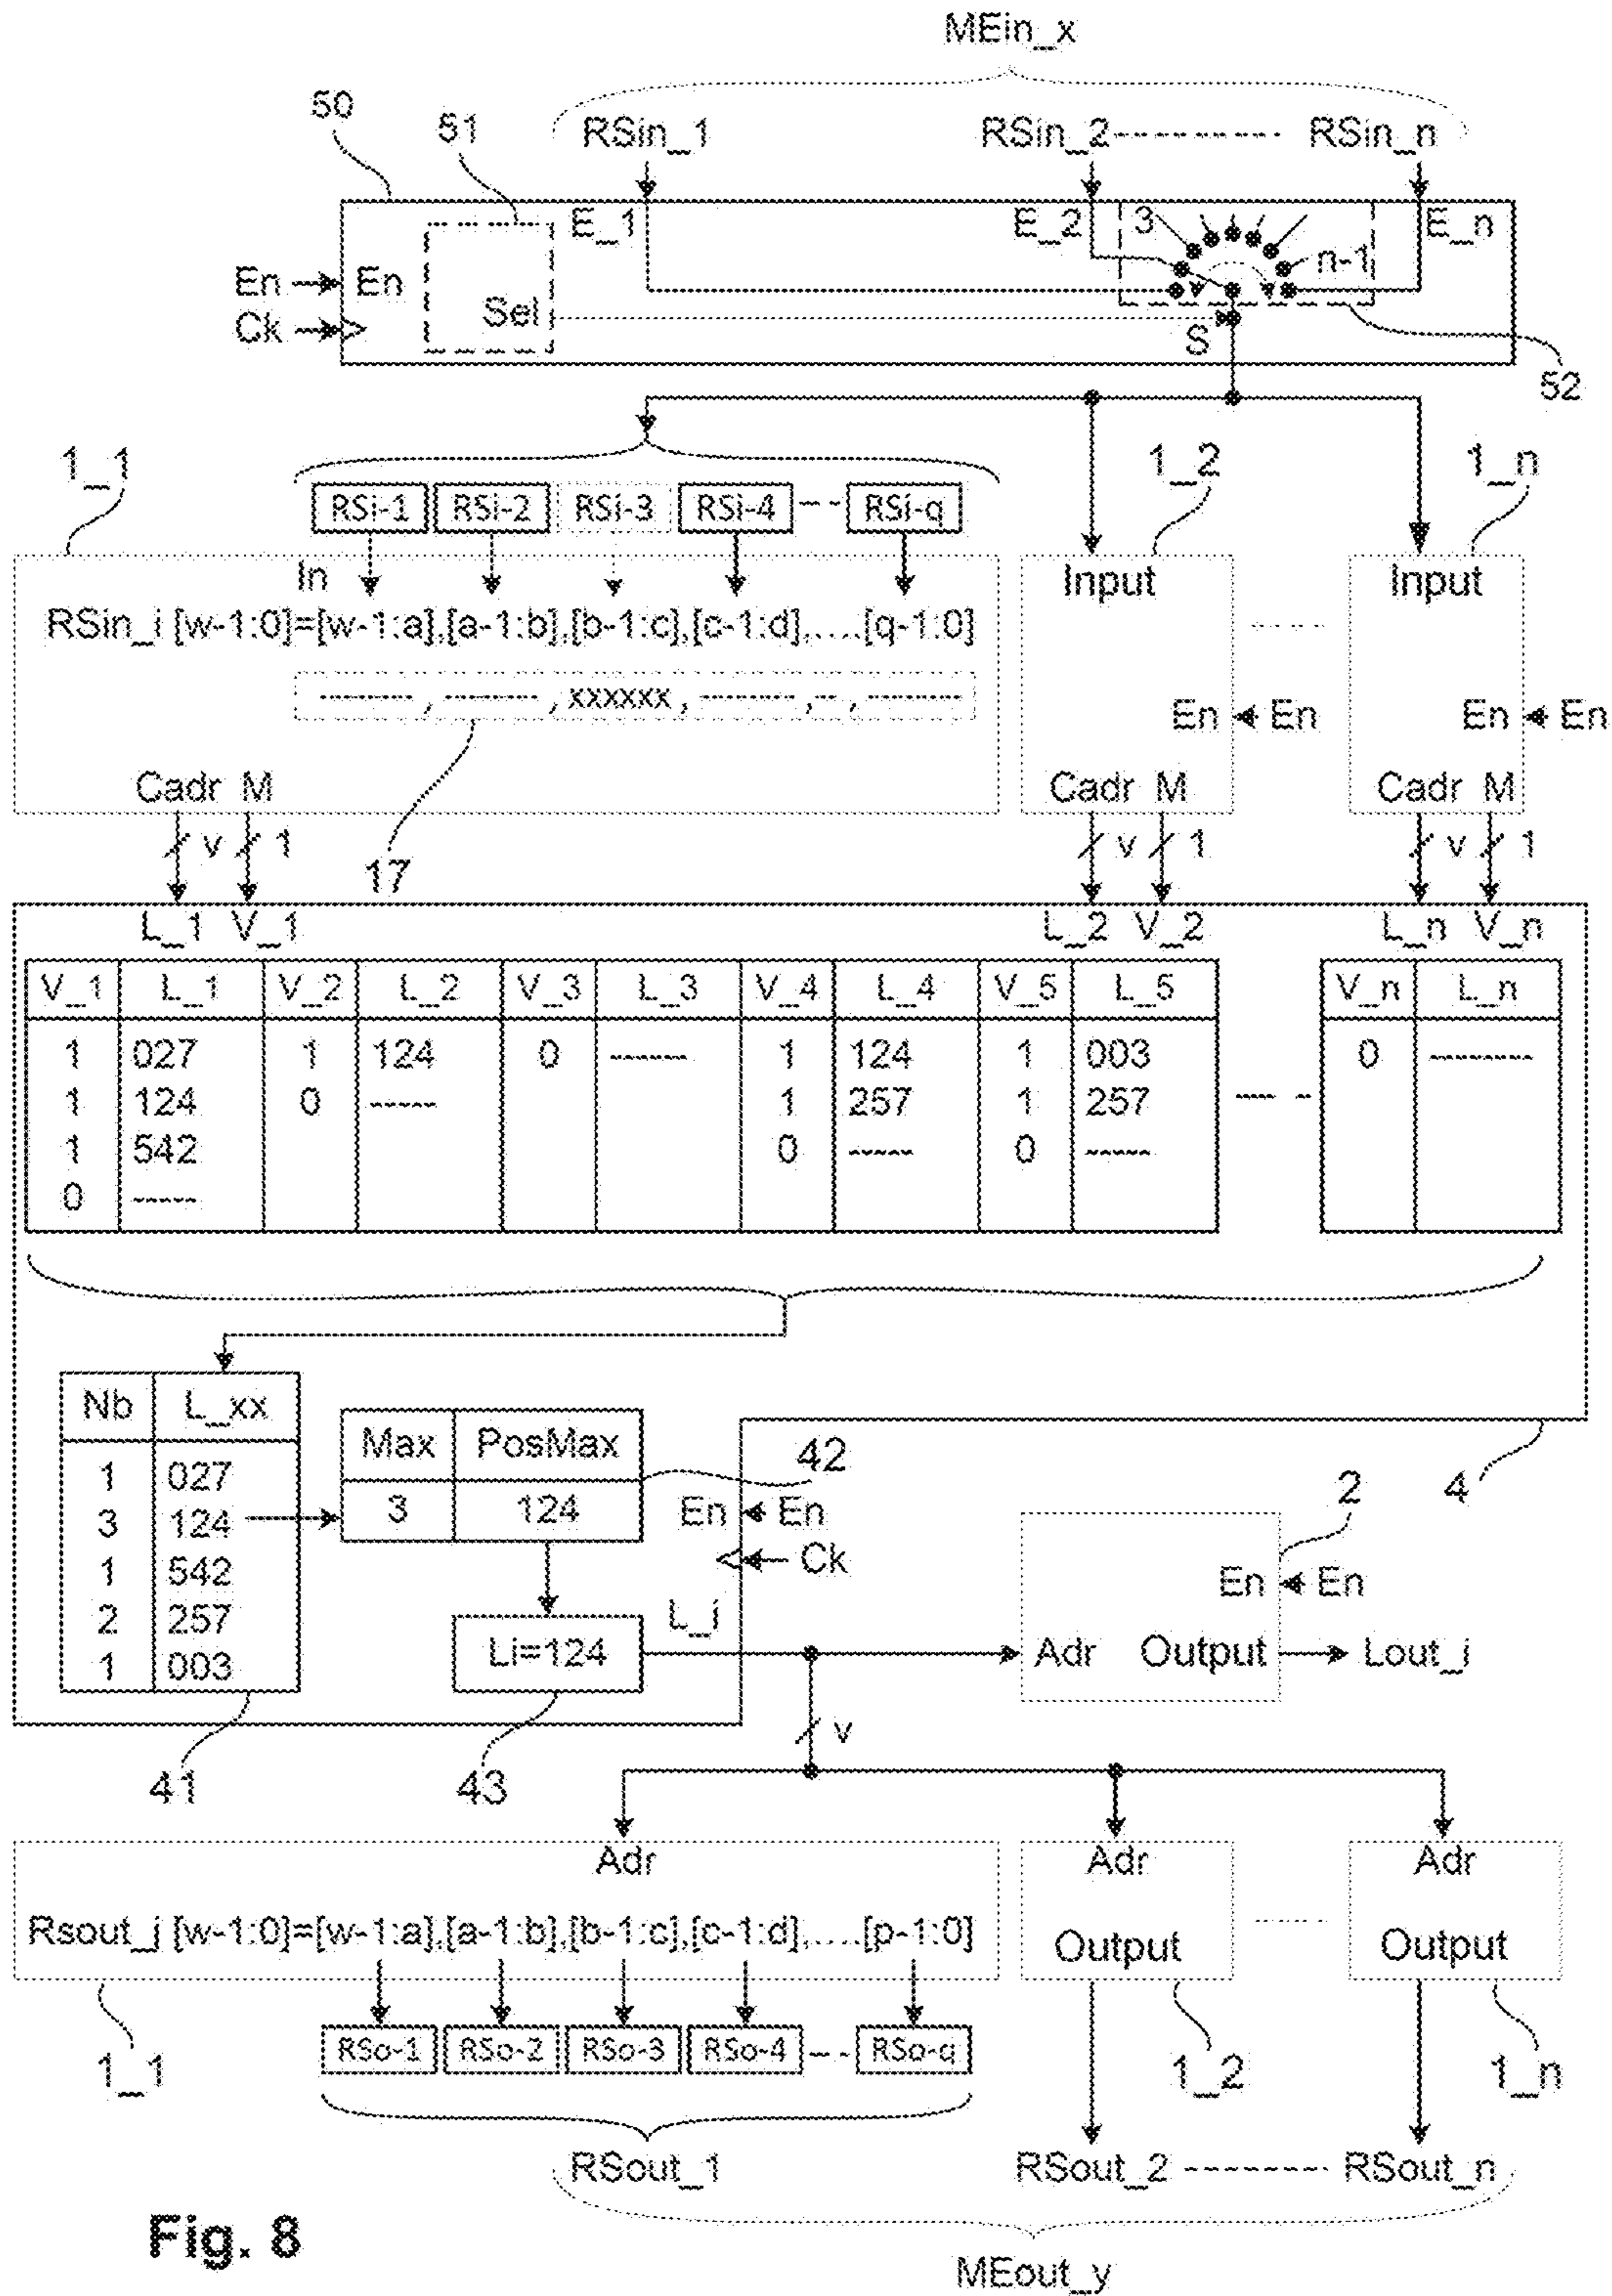 MEin_x
50
51
RSin_1
RSin_2 -------- RSin_n
E_1
E_2
3
E_n
n-1
En
En
Ck
Sel
S
52
1_1
1_2
1_n
RSi-1
RSi-2
RSi-3
RSi-4
--
RSi-q
In
Input
Input
RSin_i [w-1:0]=[w-1:a],[a-1:b],[b-1:c],[c-1:d],....[q-1:0]
------- , ------- , xxxxxx , ------- , - , -------
En
En
En
En
Cadr M
Cadr M
Cadr M
v
1
v
1
v
1
17
L_1 V_1
L_2 V_2
L_n V_n
V_1 L_1 V_2 L_2 V_3 L_3 V_4 L_4 V_5 L_5 V_n L_n
1 027 1 124 0 ----- 1 124 1 003 0 -----
1 124 0 ----- 1 257 1 257
1 542 0 ----- 0 -----
0 -----
Nb L_xx
1 027
3 124
1 542
2 257
1 003
Max PosMax
3 124
42
En
En
Ck
2
4
En
En
L_i
Li=124
Adr
Output
Lout_i
v
41
43
Adr
Adr
Adr
Rsout_j [w-1:0]=[w-1:a],[a-1:b],[b-1:c],[c-1:d],....[p-1:0]
Output
Output
RSo-1
RSo-2
RSo-3
RSo-4
--
RSo-q
1_1
1_2
1_n
RSout_1
RSout_2 -------- RSout_n
Fig. 8
MEout_y